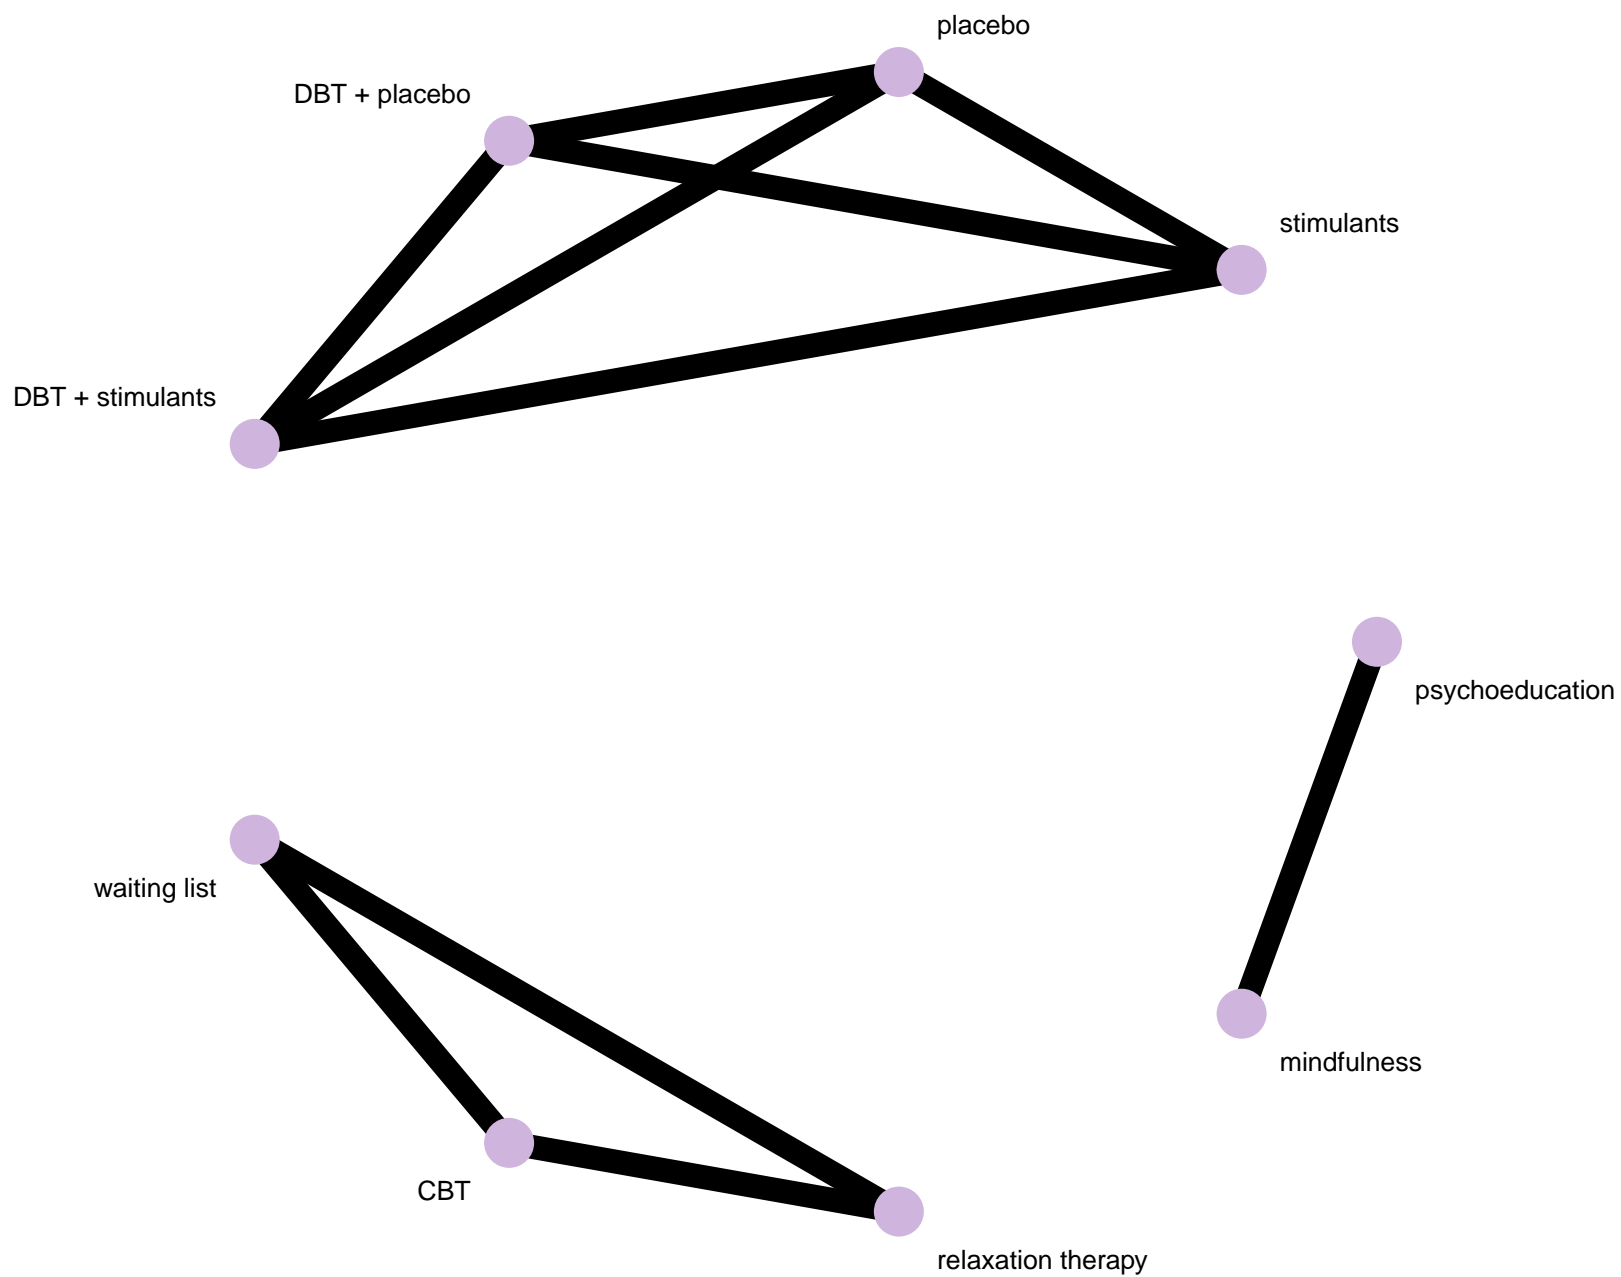 placebo
DBT + placebo
stimulants
DBT + stimulants
psychoeducation
waiting list
mindfulness
CBT
relaxation therapy